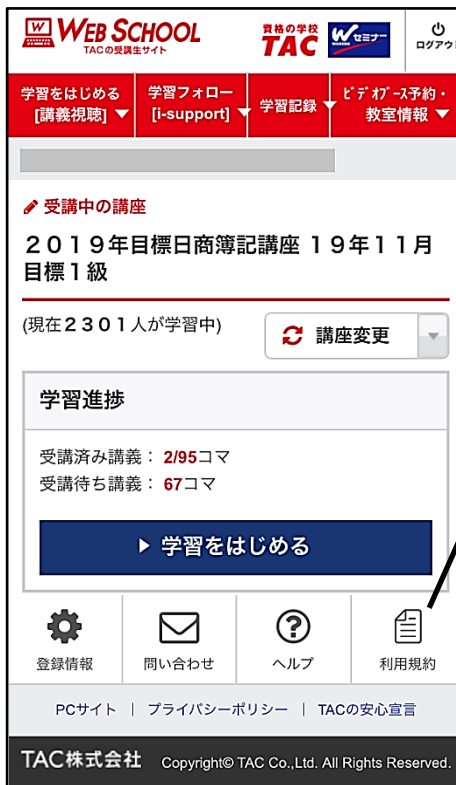 WEB SCHOOL
TACの受講生サイト
資格の学校
TAC
Wセミナー
WASEDA
ログアウト
学習をはじめる
[講義視聴] ▼
学習フォロー
[i-support] ▼
学習記録 ▼
ビデオブース予約・
教室情報 ▼
受講中の講座
2019年目標日商簿記講座 19年11月
目標1級
(現在2301人が学習中)
講座変更
学習進捗
受講済み講義： 2/95コマ
受講待ち講義： 67コマ
学習をはじめる
登録情報
問い合わせ
ヘルプ
利用規約
PCサイト | プライバシーポリシー | TACの安心宣言
TAC株式会社 Copyright© TAC Co.,Ltd. All Rights Reserved.